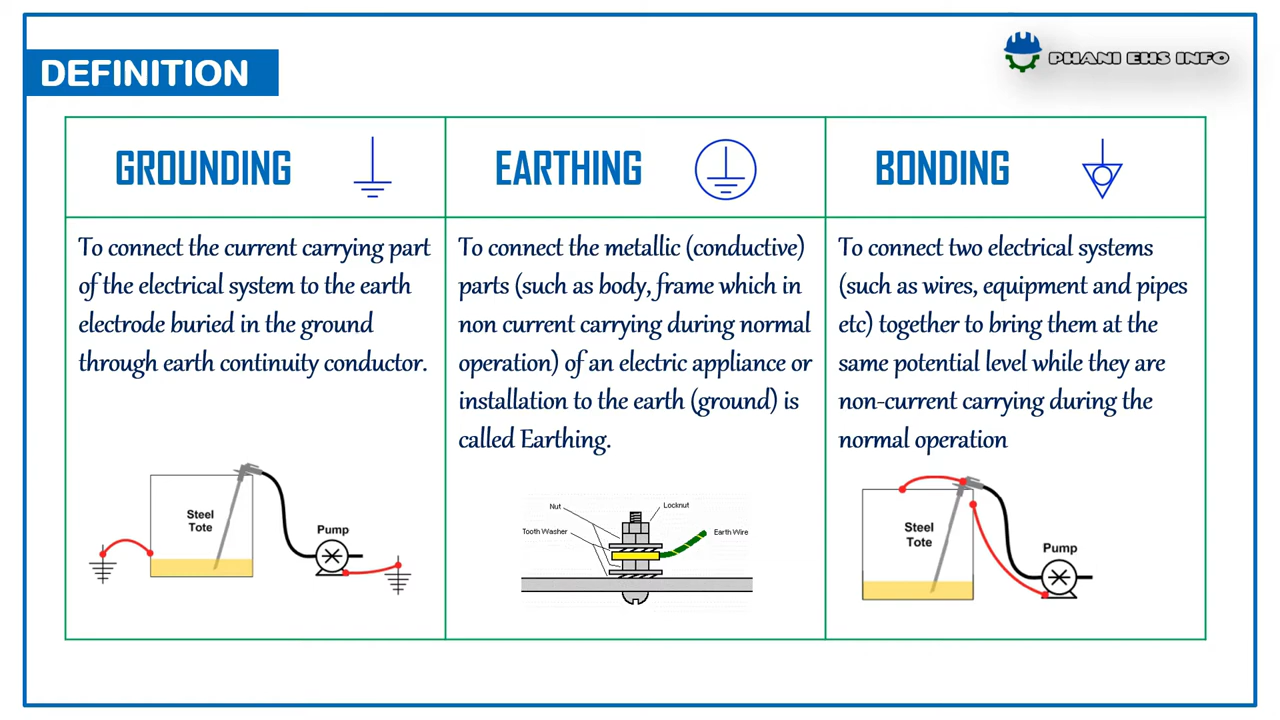 DEFINITION
PHANI EHS INFO
GROUNDING
EARTHING
BONDING
To connect the current carrying part
of the electrical system to the earth
electrode buried in the ground
through earth continuity conductor.
Steel
Tote
Pump
To connect the metallic (conductive)
parts (such as body, frame which in
non current carrying during normal
operation) of an electric appliance or
installation to the earth (ground) is
called Earthing.
Nut
Locknut
Tooth Washer
Earth Wire
To connect two electrical systems
(such as wires, equipment and pipes
etc) together to bring them at the
same potential level while they are
non-current carrying during the
normal operation
Steel
Tote
Pump